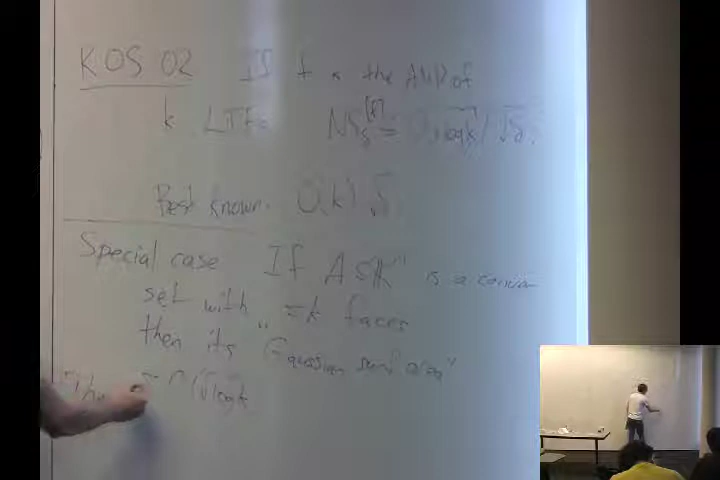 KOS 02 If f is the AND of
k LTFs NS_δ[f] = O(√log k)√δ.
Best known. O(k)√δ
Special case If A ⊆ ℝⁿ is a convex
set with ≤k faces
then its "Gaussian surf area"
≤ O(√log k)